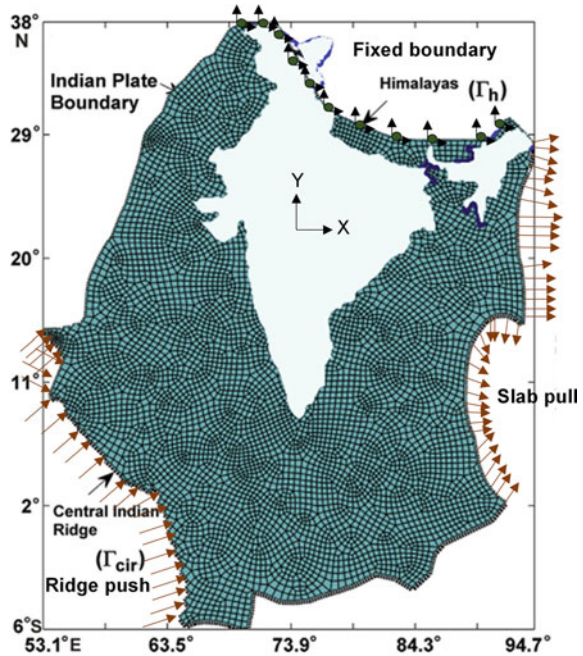 38°
N
Fixed boundary
Indian Plate
Boundary
Himalayas
(Γh)
29°
Y
X
20°
11°
Slab pull
2°
Central Indian
Ridge
(Γcir)
Ridge push
6°S
53.1°E
63.5°
73.9°
84.3°
94.7°